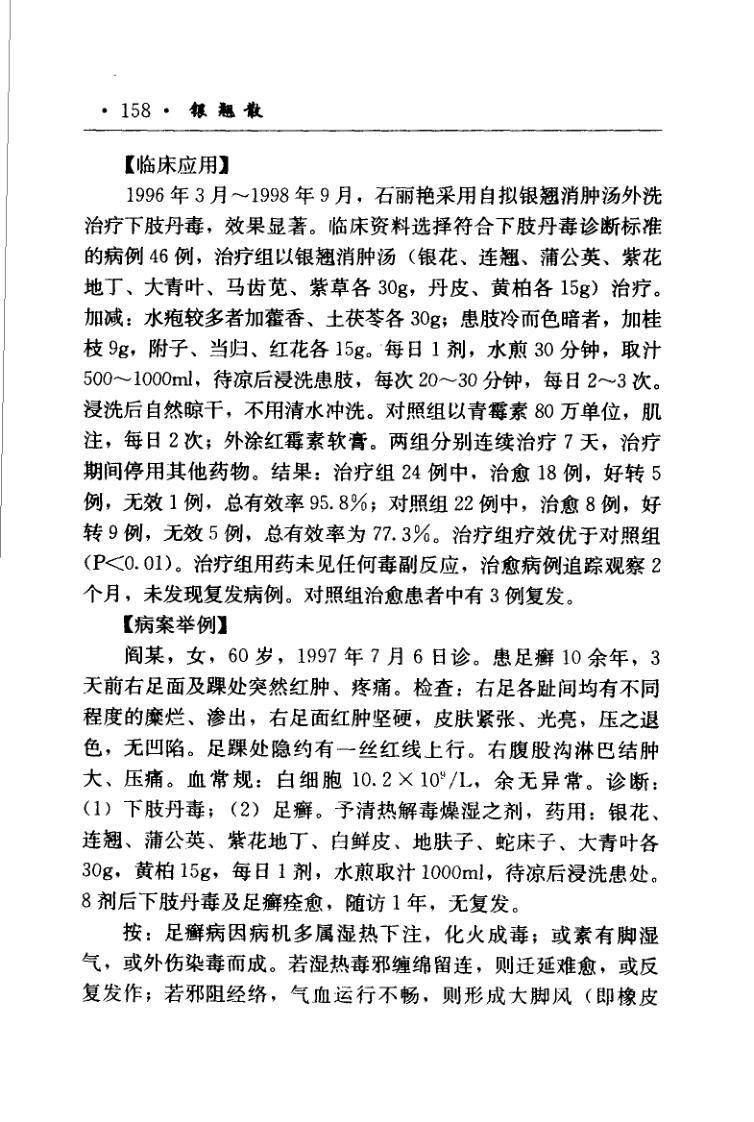 · 158 · 银翘散
【临床应用】
1996 年 3 月～1998 年 9 月，石丽艳采用自拟银翘消肿汤外洗
治疗下肢丹毒，效果显著。临床资料选择符合下肢丹毒诊断标准
的病例 46 例，治疗组以银翘消肿汤（银花、连翘、蒲公英、紫花
地丁、大青叶、马齿苋、紫草各 30g，丹皮、黄柏各 15g）治疗。
加减：水疱较多者加藿香、土茯苓各 30g；患肢冷而色暗者，加桂
枝 9g，附子、当归、红花各 15g。每日 1 剂，水煎 30 分钟，取汁
500～1000ml，待凉后浸洗患肢，每次 20～30 分钟，每日 2～3 次。
浸洗后自然晾干，不用清水冲洗。对照组以青霉素 80 万单位，肌
注，每日 2 次；外涂红霉素软膏。两组分别连续治疗 7 天，治疗
期间停用其他药物。结果：治疗组 24 例中，治愈 18 例，好转 5
例，无效 1 例，总有效率 95.8％；对照组 22 例中，治愈 8 例，好
转 9 例，无效 5 例，总有效率为 77.3％。治疗组疗效优于对照组
(P＜0.01)。治疗组用药未见任何毒副反应，治愈病例追踪观察 2
个月，未发现复发病例。对照组治愈患者中有 3 例复发。
【病案举例】
阎某，女，60 岁，1997 年 7 月 6 日诊。患足癣 10 余年，3
天前右足面及踝处突然红肿、疼痛。检查：右足各趾间均有不同
程度的糜烂、渗出，右足面红肿坚硬，皮肤紧张、光亮，压之退
色，无凹陷。足踝处隐约有一丝红线上行。右腹股沟淋巴结肿
大、压痛。血常规：白细胞 10.2×10⁹/L，余无异常。诊断：
（1）下肢丹毒；（2）足癣。予清热解毒燥湿之剂，药用：银花、
连翘、蒲公英、紫花地丁、白鲜皮、地肤子、蛇床子、大青叶各
30g，黄柏 15g，每日 1 剂，水煎取汁 1000ml，待凉后浸洗患处。
8 剂后下肢丹毒及足癣痊愈，随访 1 年，无复发。
按：足癣病因病机多属湿热下注，化火成毒；或素有脚湿
气，或外伤染毒而成。若湿热毒邪缠绵留连，则迁延难愈，或反
复发作；若邪阻经络，气血运行不畅，则形成大脚风（即橡皮